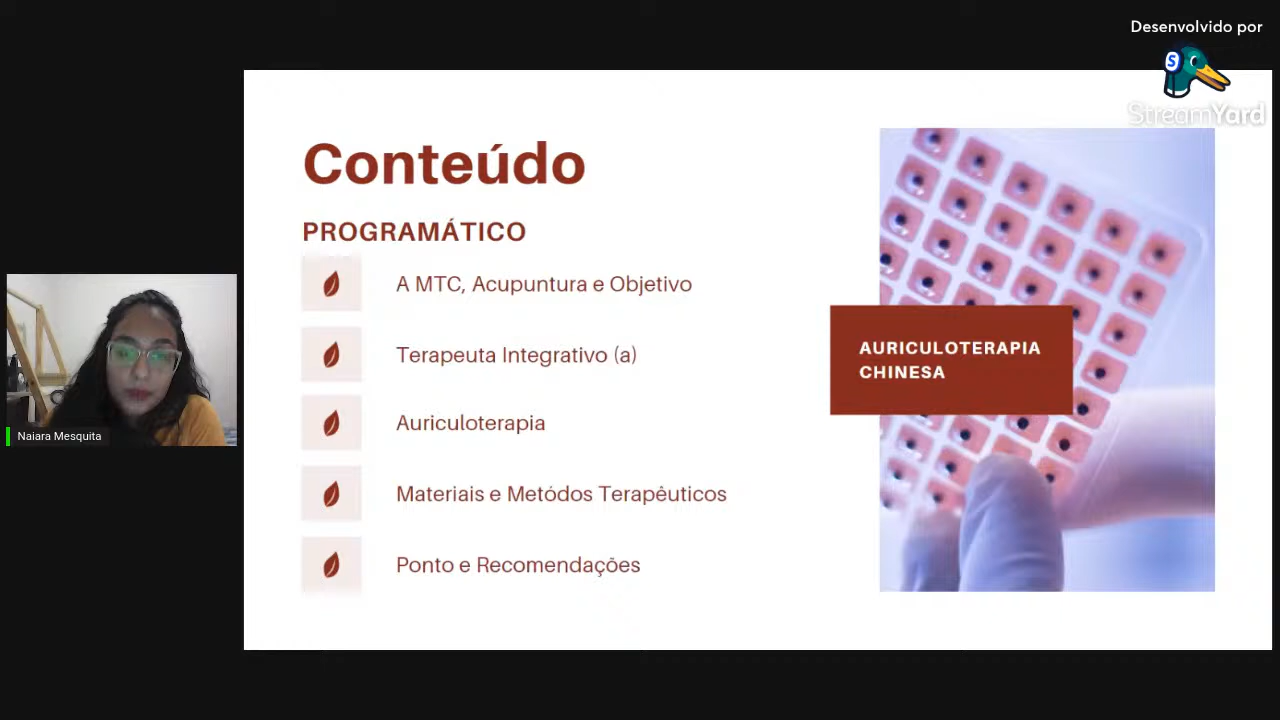 Desenvolvido por
S
StreamYard
Conteúdo
PROGRAMÁTICO
A MTC, Acupuntura e Objetivo
Terapeuta Integrativo (a)
Auriculoterapia
Materiais e Metódos Terapêuticos
Ponto e Recomendações
AURICULOTERAPIA
CHINESA
Naiara Mesquita